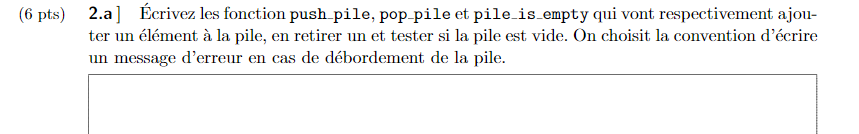 (6 pts) 2.a] Écrivez les fonction push_pile, pop_pile et pile_is_empty qui vont respectivement ajou-
ter un élément à la pile, en retirer un et tester si la pile est vide. On choisit la convention d'écrire
un message d'erreur en cas de débordement de la pile.